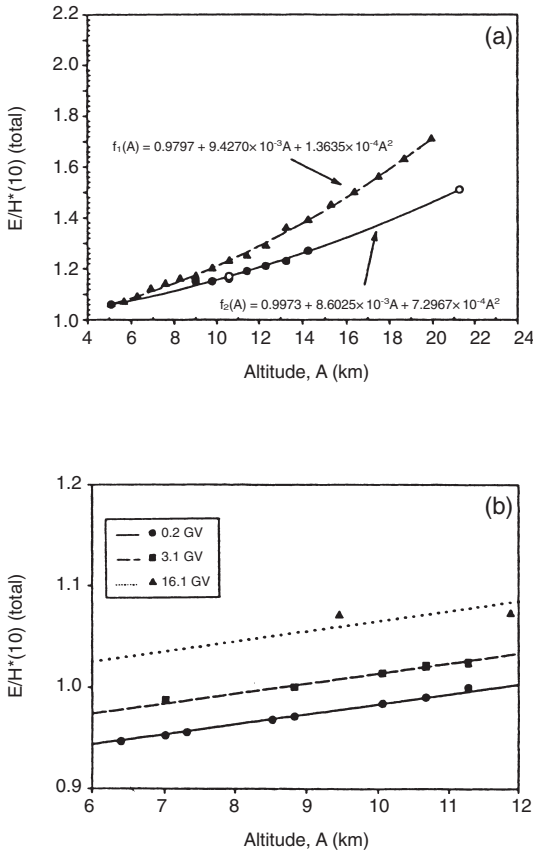 (a)
2.2
2.0
1.8
1.6
1.4
1.2
1.0
E/H*(10) (total)
f₁(A) = 0.9797 + 9.4270×10⁻³A + 1.3635×10⁻⁴A²
f₂(A) = 0.9973 + 8.6025×10⁻³A + 7.2967×10⁻⁴A²
4 6 8 10 12 14 16 18 20 22 24
Altitude, A (km)
(b)
1.2
1.1
1.0
0.9
E/H*(10) (total)
0.2 GV
3.1 GV
16.1 GV
6 7 8 9 10 11 12
Altitude, A (km)